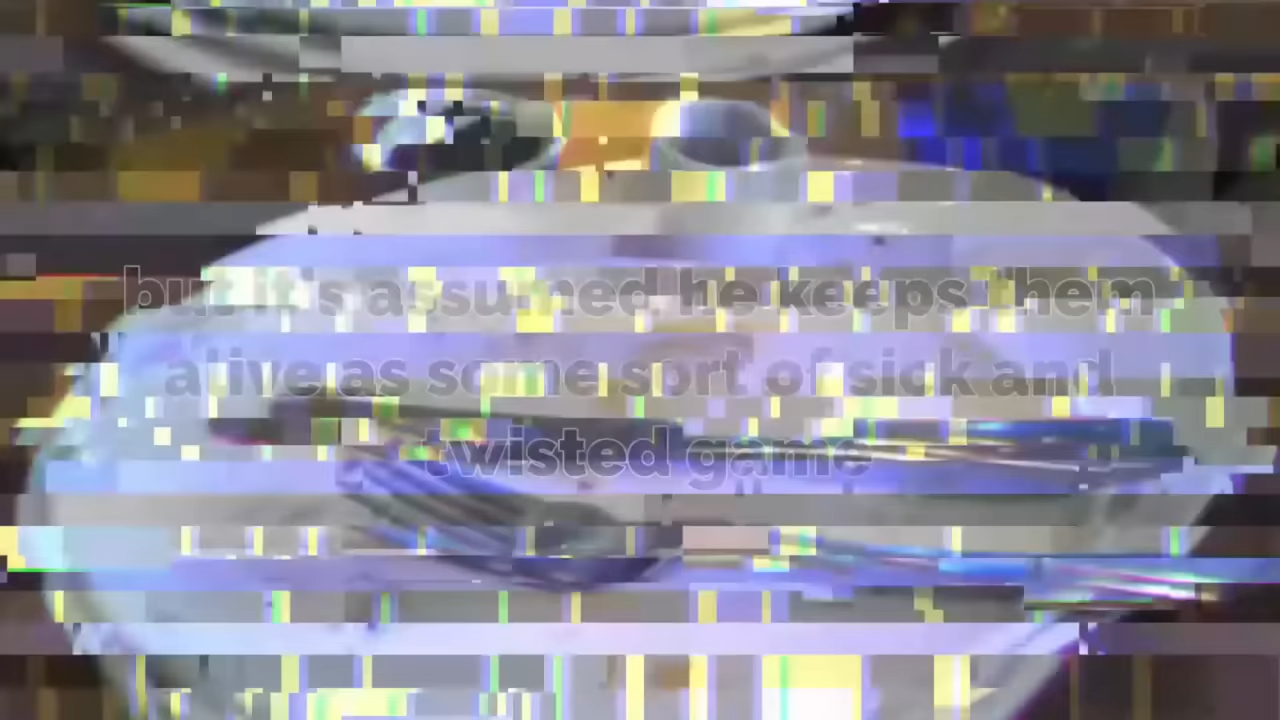 but it's assumed he keeps them
alive as some sort of sick and
twisted game